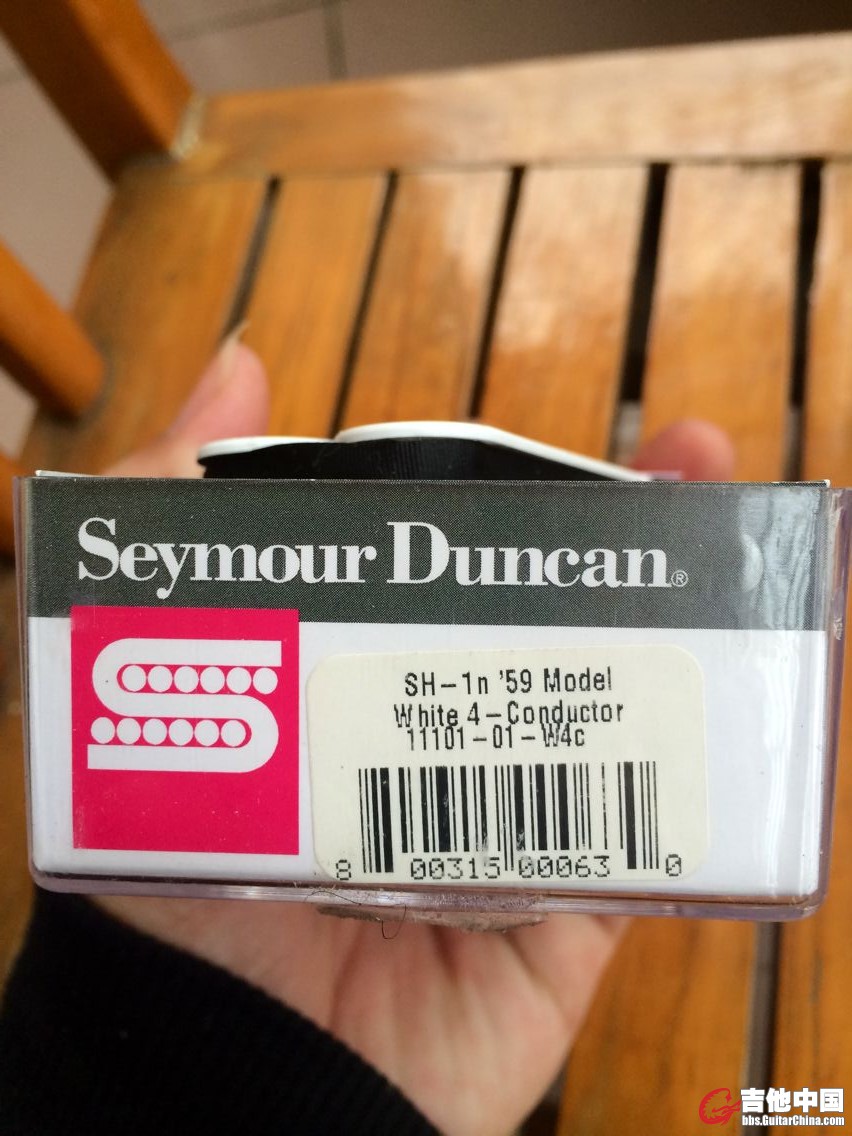 Seymour Duncan®
SH-1n '59 Model
White 4-Conductor
11101-01-W4c
8 00315 00063 0
吉他中国
bbs.GuitarChina.com